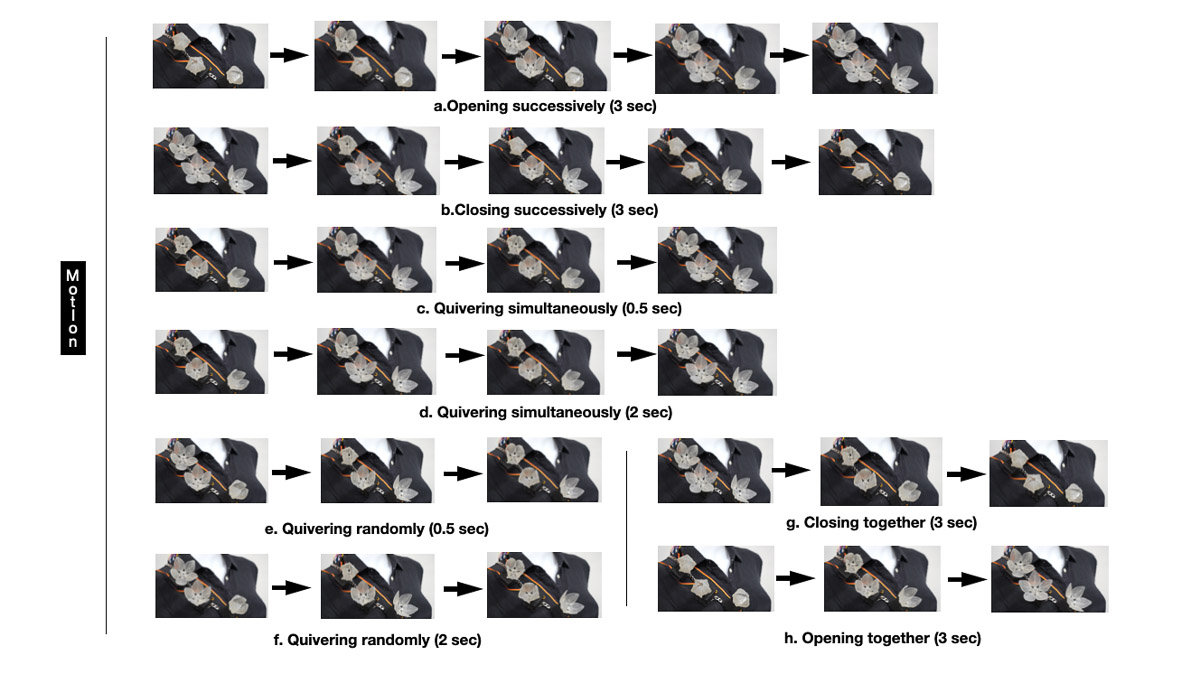 a.Opening successively (3 sec)
b.Closing successively (3 sec)
c. Quivering simultaneously (0.5 sec)
MotIon
d. Quivering simultaneously (2 sec)
e. Quivering randomly (0.5 sec)
g. Closing together (3 sec)
f. Quivering randomly (2 sec)
h. Opening together (3 sec)